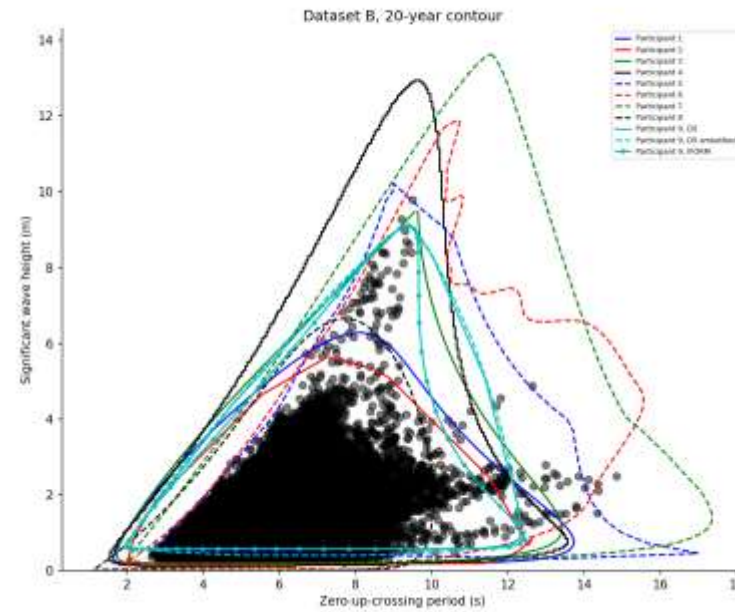 Dataset B, 20-year contour
14
12
10
8
6
4
2
0
Significant wave height (m)
2 4 6 8 10 12 14 16 18
Zero-up-crossing period (s)
Participant 1
Participant 2
Participant 3
Participant 4
Participant 5
Participant 6
Participant 7
Participant 8
Participant 9, DS
Participant 9, DS smoothed
Participant 9, IFORM